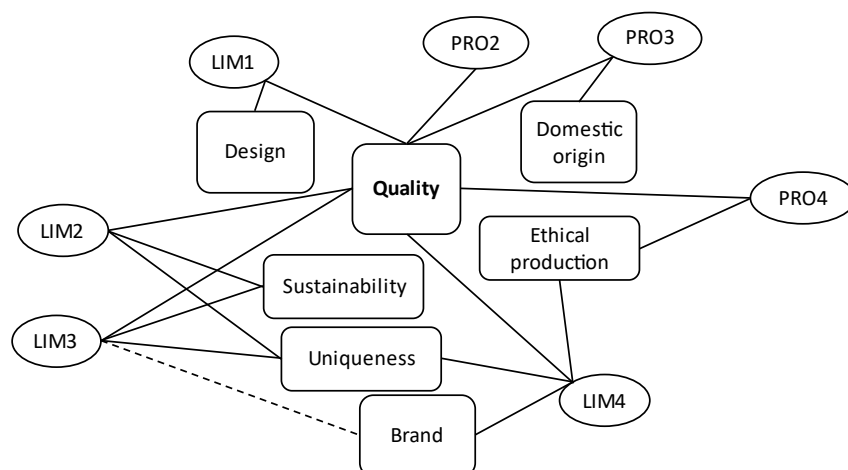 PRO2
PRO3
LIM1
Design
Domestic
origin
Quality
PRO4
LIM2
Ethical
production
Sustainability
LIM3
Uniqueness
LIM4
Brand